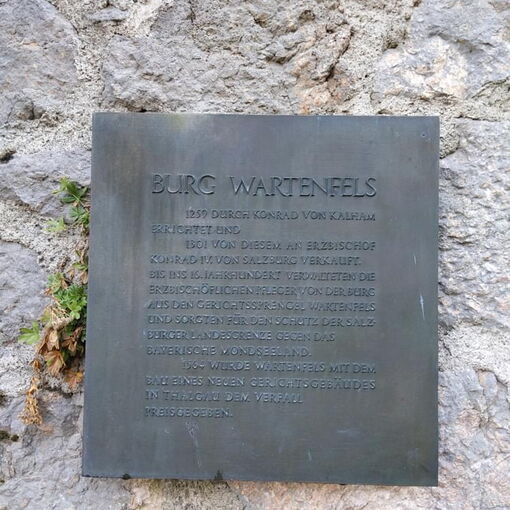 BURG WARTENFELS
1259 DURCH KONRAD VON KALHAM
ERRICHTET UND
1301 VON DIESEM AN ERZBISCHOF
KONRAD IV. VON SALZBURG VERKAUFT.
BIS INS 16. JAHRHUNDERT VERWALTETEN DIE
ERZBISCHÖFLICHEN PFLEGER VON DER BURG
AUS DEN GERICHTSSPRENGEL WARTENFELS
UND SORGTEN FÜR DEN SCHUTZ DER SALZ-
BURGER LANDESGRENZE GEGEN DAS
BAYERISCHE MONDSEELAND.
1564 WURDE WARTENFELS MIT DEM
BAU EINES NEUEN GERICHTSGEBÄUDES
IN THALGAU DEM VERFALL
PREISGEGEBEN.